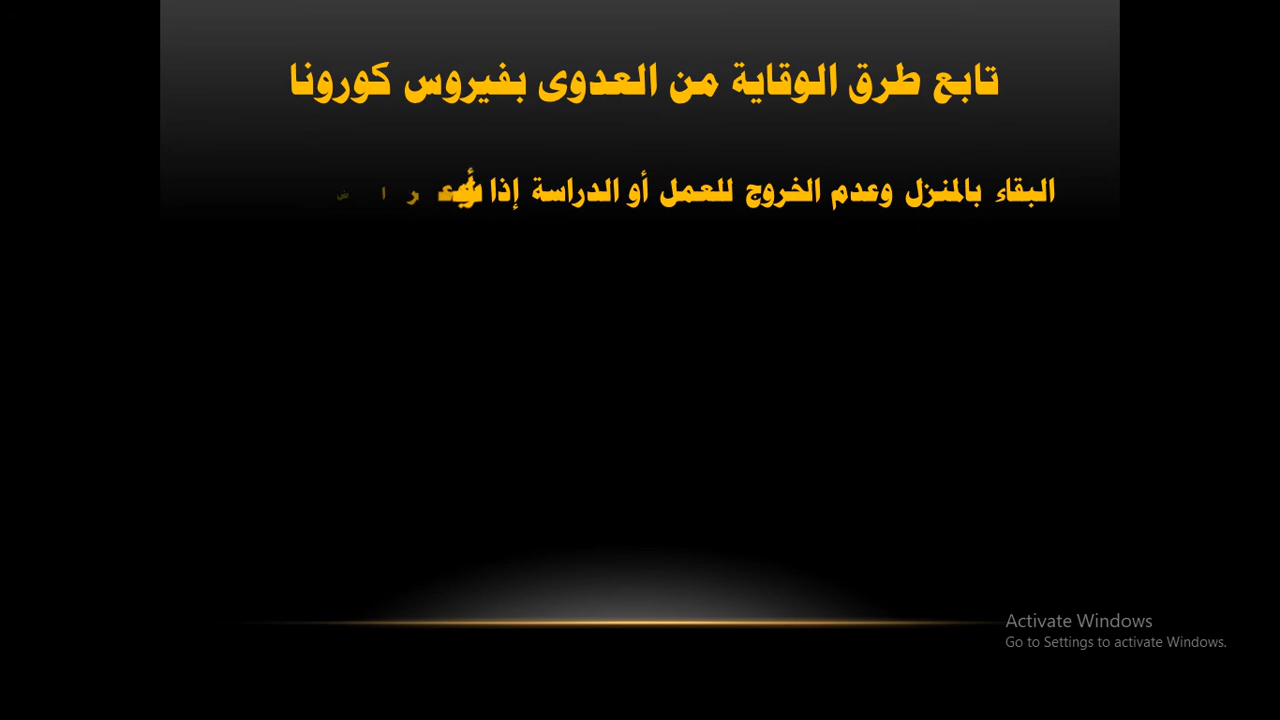 تابع طرق الوقاية من العدوى بفيروس كورونا
البقاء بالمنزل وعدم الخروج للعمل أو الدراسة إذا
Activate Windows
Go to Settings to activate Windows.